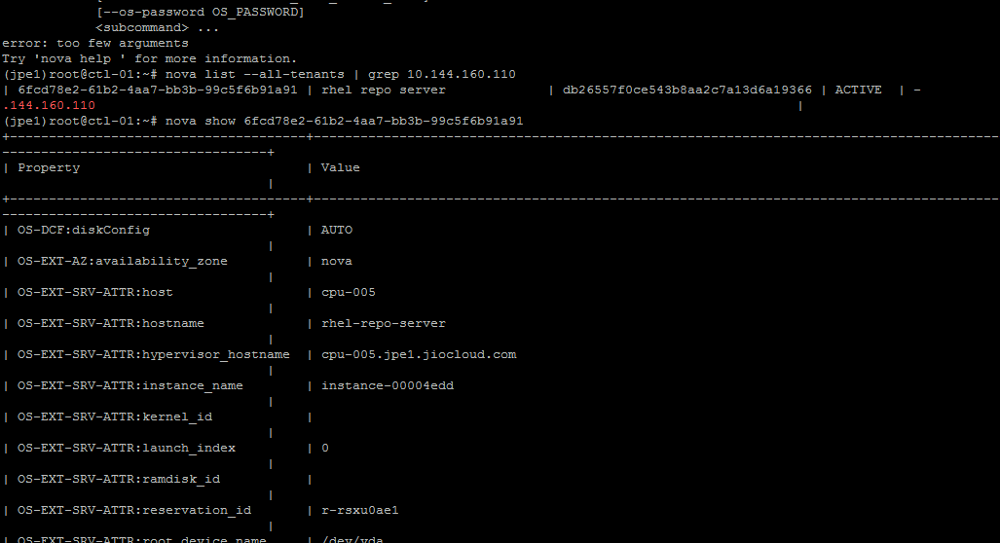 [--os-password OS_PASSWORD]
<subcommand> ...
error: too few arguments
Try 'nova help ' for more information.
(jpe1)root@ctl-01:~# nova list --all-tenants | grep 10.144.160.110
| 6fcd78e2-61b2-4aa7-bb3b-99c5f6b91a91 | rhel repo server | db26557f0ce543b8aa2c7a13d6a19366 | ACTIVE | -
.144.160.110 |
(jpe1)root@ctl-01:~# nova show 6fcd78e2-61b2-4aa7-bb3b-99c5f6b91a91
+--------------------------------------+----------------------------------------------------------------------------------------
----------------------------------+
| Property | Value
|
+--------------------------------------+----------------------------------------------------------------------------------------
----------------------------------+
| OS-DCF:diskConfig | AUTO
|
| OS-EXT-AZ:availability_zone | nova
|
| OS-EXT-SRV-ATTR:host | cpu-005
|
| OS-EXT-SRV-ATTR:hostname | rhel-repo-server
|
| OS-EXT-SRV-ATTR:hypervisor_hostname | cpu-005.jpe1.jiocloud.com
|
| OS-EXT-SRV-ATTR:instance_name | instance-00004edd
|
| OS-EXT-SRV-ATTR:kernel_id |
|
| OS-EXT-SRV-ATTR:launch_index | 0
|
| OS-EXT-SRV-ATTR:ramdisk_id |
|
| OS-EXT-SRV-ATTR:reservation_id | r-rsxu0ae1
|
| OS-EXT-SRV-ATTR:root_device_name | /dev/vda